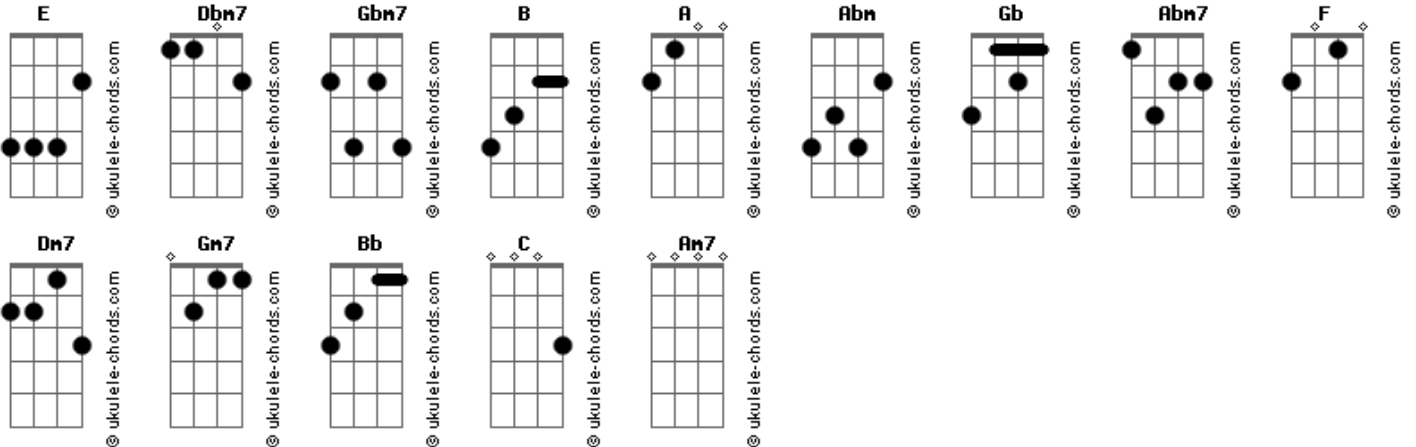 E Dbm7 Gbm7 B A Abm Gb Abm7 F
© ukulele-chords.com © ukulele-chords.com © ukulele-chords.com © ukulele-chords.com © ukulele-chords.com © ukulele-chords.com © ukulele-chords.com © ukulele-chords.com © ukulele-chords.com
Dm7 Gm7 Bb C Am7
© ukulele-chords.com © ukulele-chords.com © ukulele-chords.com © ukulele-chords.com © ukulele-chords.com